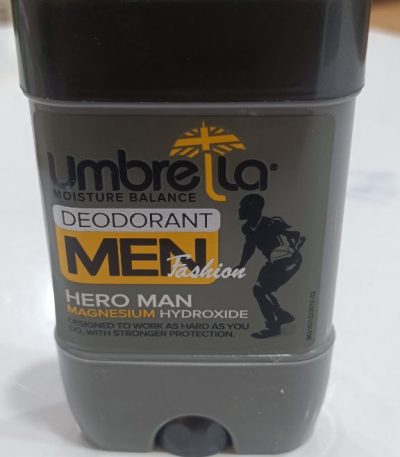 umbrella®
MOISTURE BALANCE
DEODORANT
MEN
Fashion
HERO MAN
MAGNESIUM HYDROXIDE
DESIGNED TO WORK AS HARD AS YOU
DO, WITH STRONGER PROTECTION.